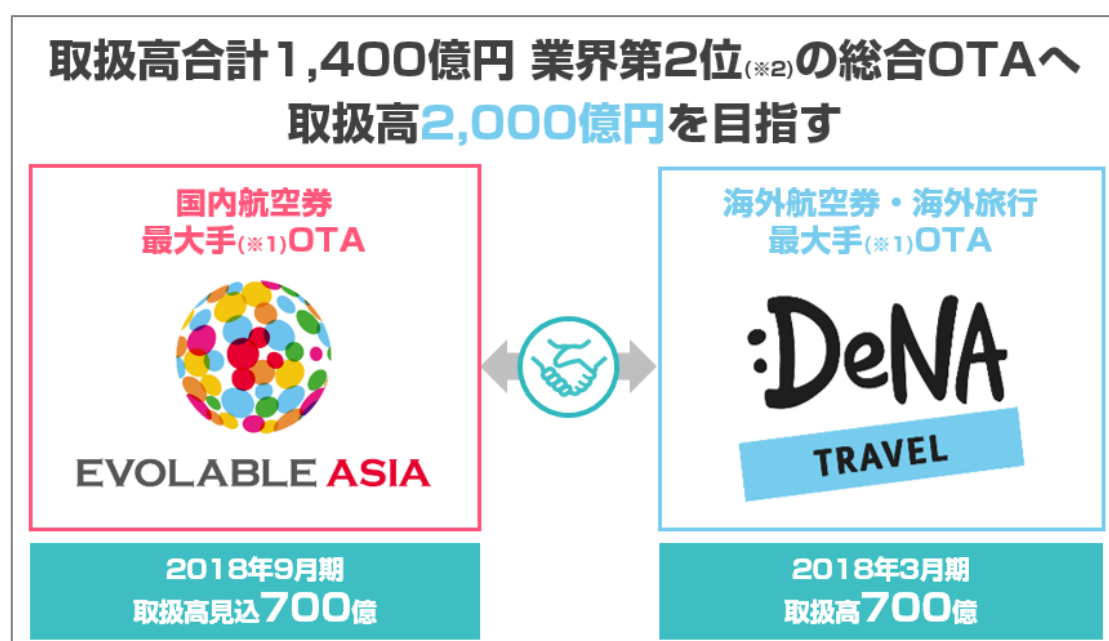 取扱高合計1,400億円 業界第2位(※2)の総合OTAへ
取扱高2,000億円を目指す
国内航空券
最大手(※1)OTA
EVOLABLE ASIA
2018年9月期
取扱高見込700億
海外航空券・海外旅行
最大手(※1)OTA
:DeNA
TRAVEL
2018年3月期
取扱高700億